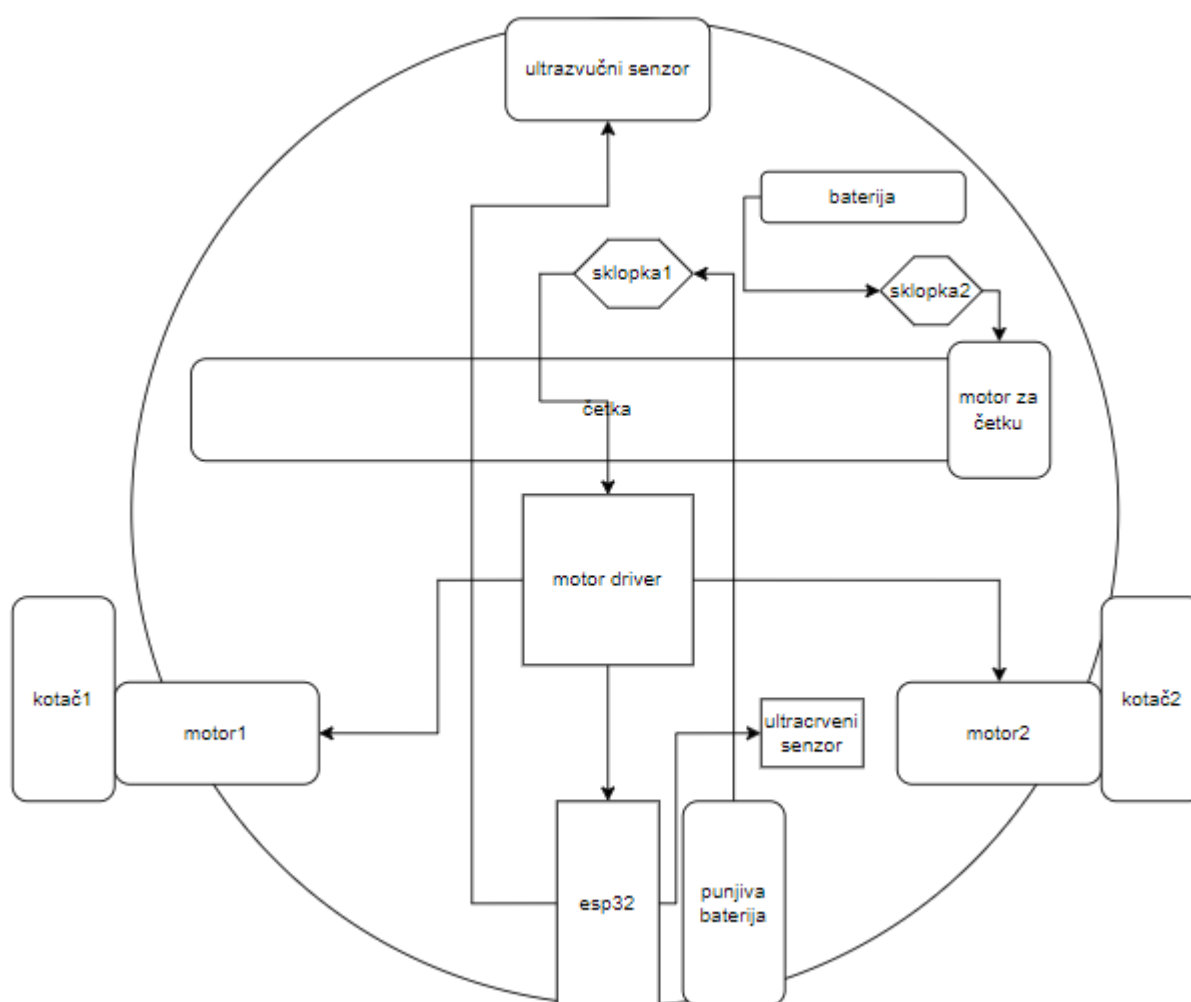 ultrazvučni senzor
baterija
sklopka1
sklopka2
četka
motor za
četku
motor driver
kotač1
motor1
ultracrveni
senzor
motor2
kotač2
esp32
punjiva
baterija